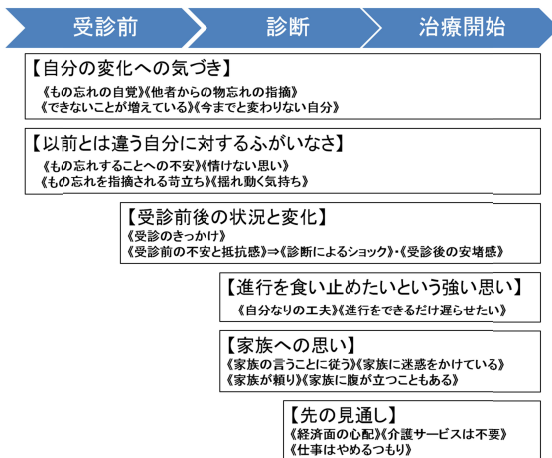 受診前 診断 治療開始
【自分の変化への気づき】
《もの忘れの自覚》《他者からの物忘れの指摘》
《できないことが増えている》《今までと変わりない自分》
【以前とは違う自分に対するふがいなさ】
《もの忘れすることへの不安》《情けない思い》
《もの忘れを指摘される苛立ち》《揺れ動く気持ち》
【受診前後の状況と変化】
《受診のきっかけ》
《受診前の不安と抵抗感》⇒《診断によるショック》・《受診後の安堵感》
【進行を食い止めたいという強い思い】
《自分なりの工夫》《進行をできるだけ遅らせたい》
【家族への思い】
《家族の言うことに従う》《家族に迷惑をかけている》
《家族が頼り》《家族に腹が立つこともある》
【先の見通し】
《経済面の心配》《介護サービスは不要》
《仕事はやめるつもり》